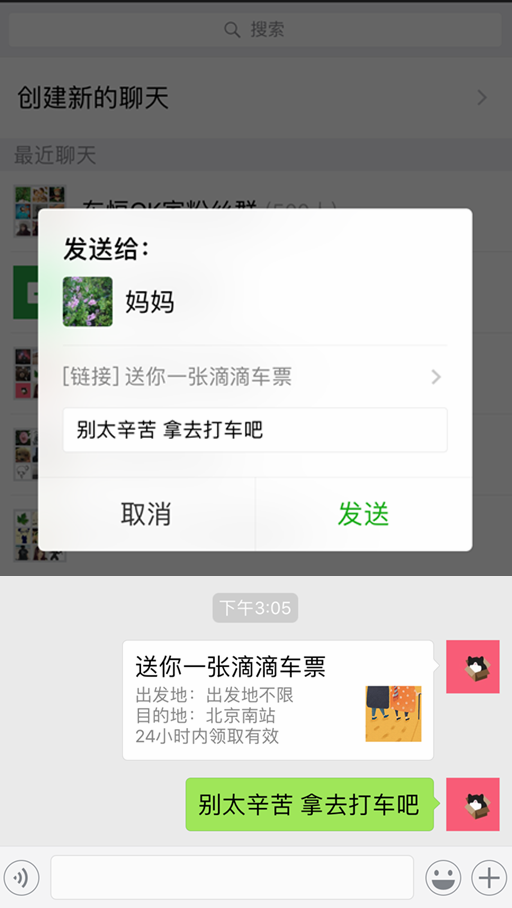 搜索
创建新的聊天
最近聊天
发送给：
妈妈
[链接] 送你一张滴滴车票
别太辛苦 拿去打车吧
取消
发送
下午3:05
送你一张滴滴车票
出发地：出发地不限
目的地：北京南站
24小时内领取有效
别太辛苦 拿去打车吧